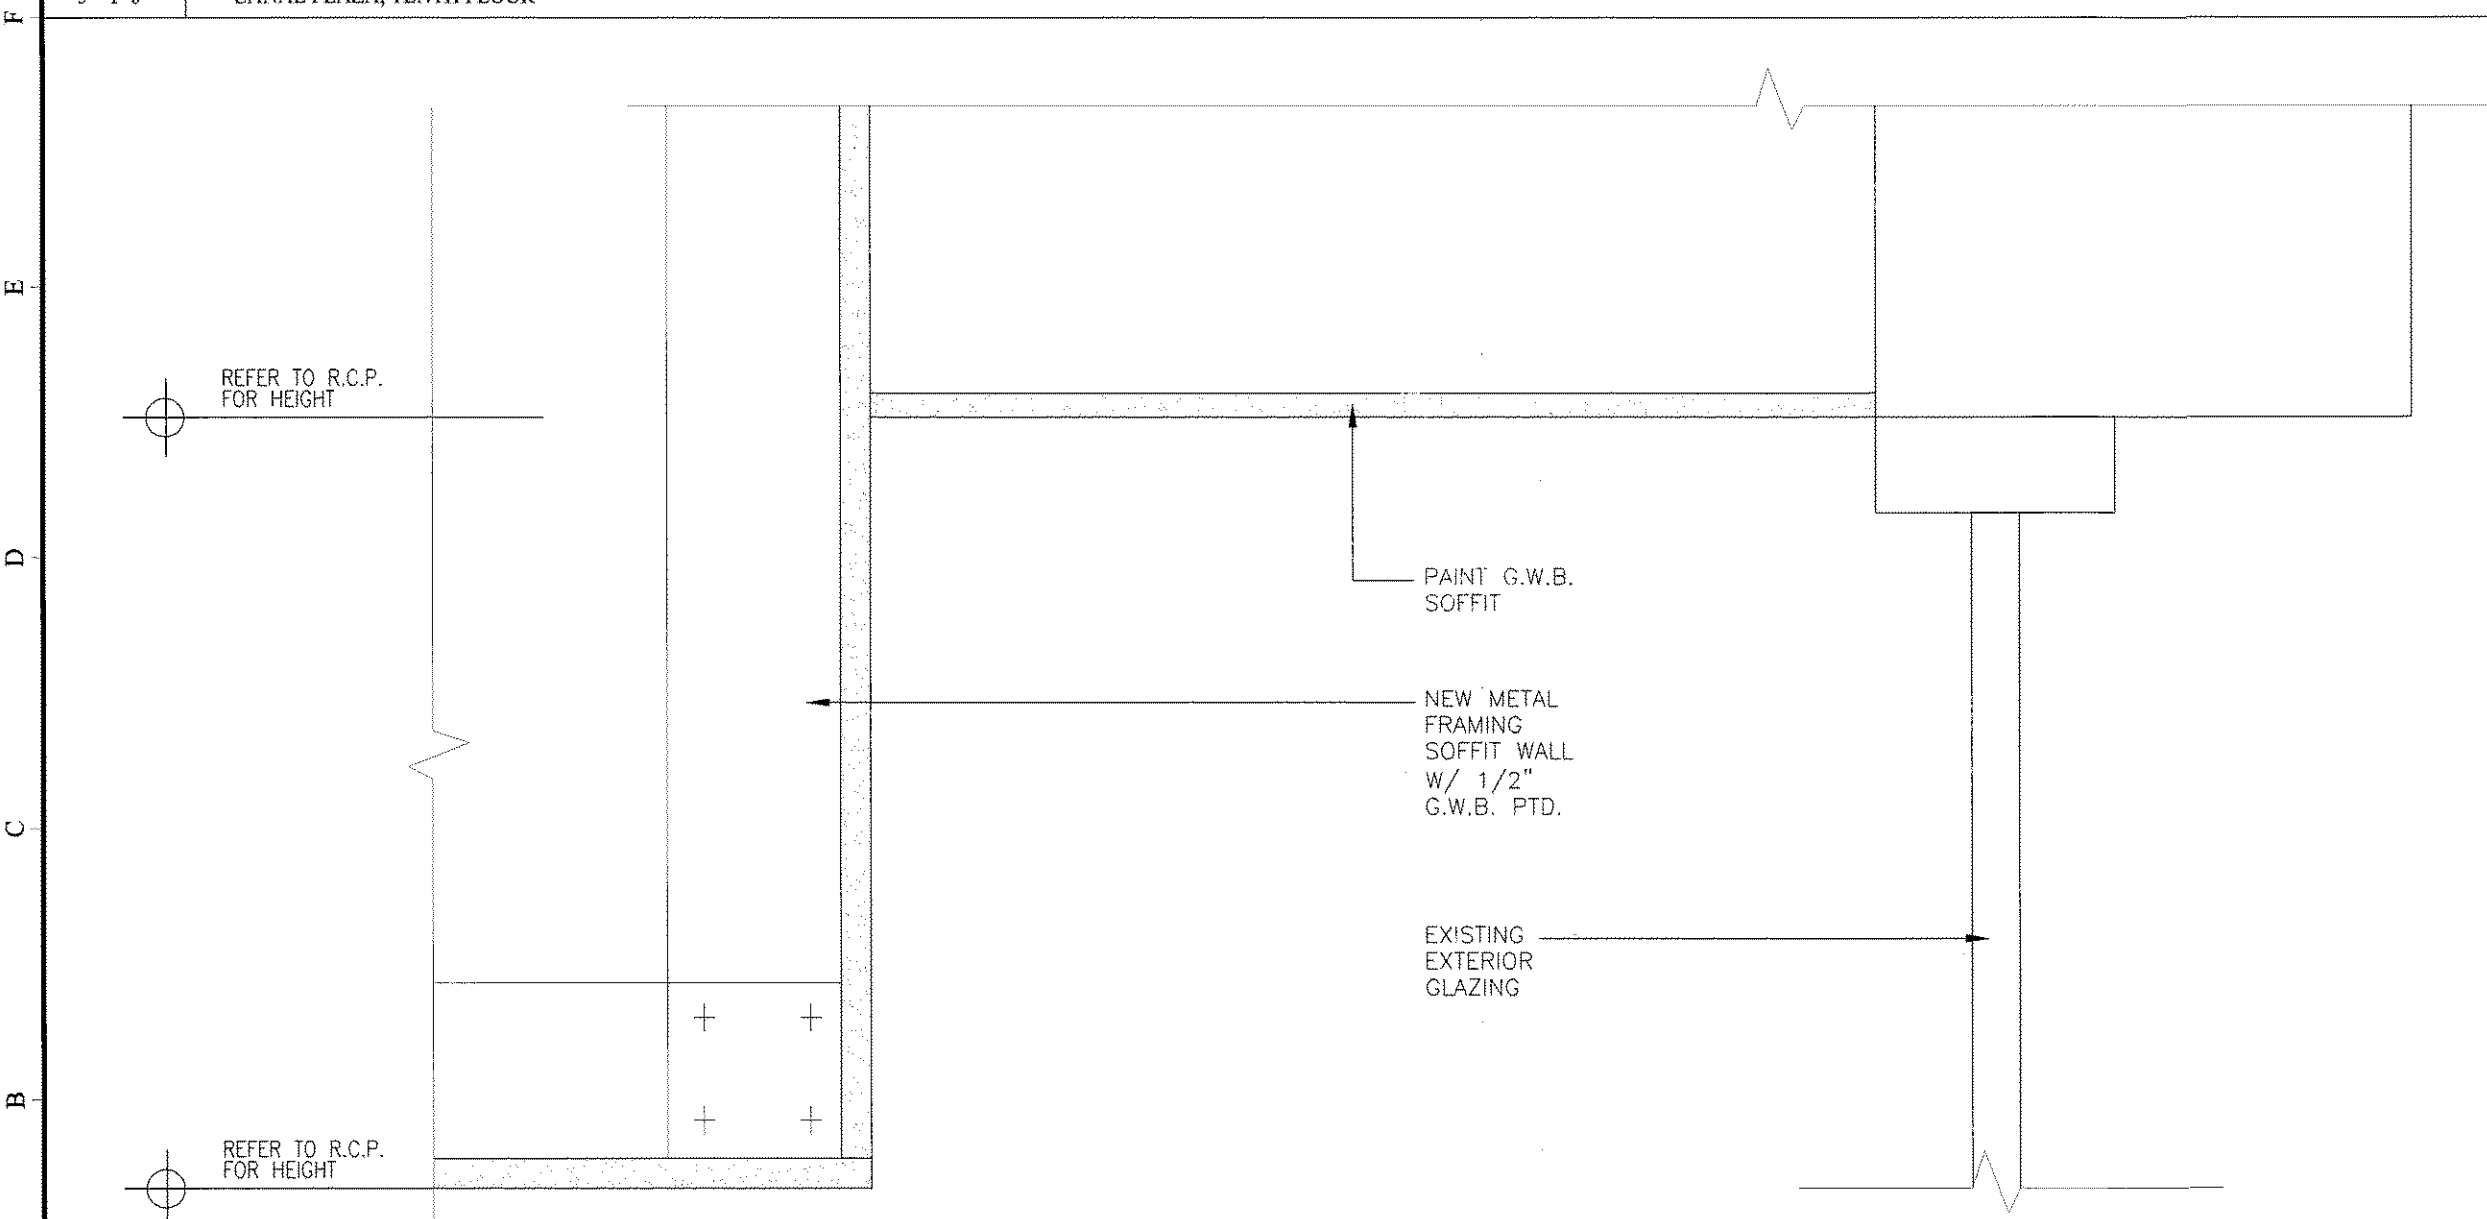 F
E
REFER TO R.C.P.
FOR HEIGHT
D
PAINT G.W.B.
SOFFIT
NEW METAL
FRAMING
SOFFIT WALL
W/ 1/2"
G.W.B. PTD.
C
EXISTING
EXTERIOR
GLAZING
B
REFER TO R.C.P.
FOR HEIGHT